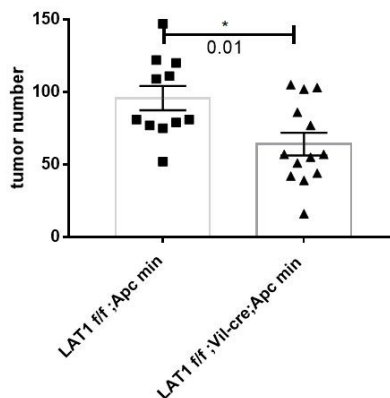 *
0.01
150
100
50
0
tumor number
LAT1 f/f ;Apc min
LAT1 f/f ;Vil-cre;Apc min